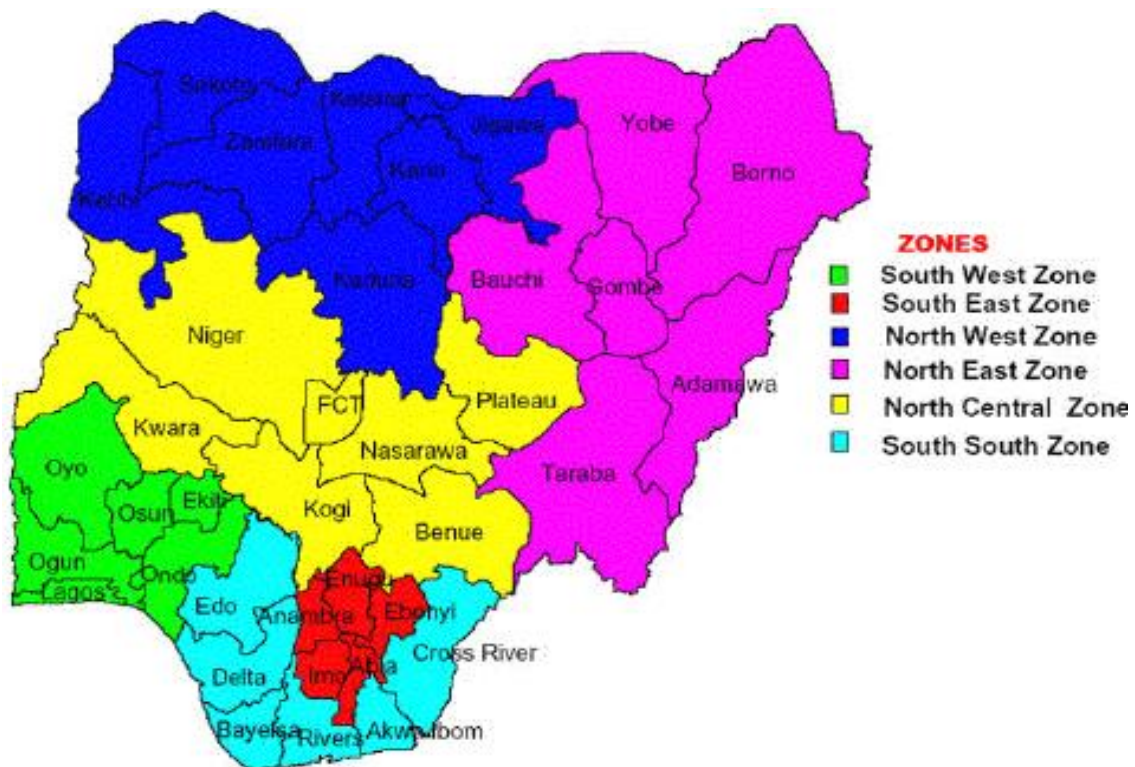 Sokoto
Katsina
Jigawa
Yobe
Zamfara
Kano
Borno
Kebbi
Kaduna
Bauchi
Gombe
Niger
Adamawa
FCT
Plateau
Kwara
Nasarawa
Oyo
Taraba
Ekiti
Osun
Kogi
Benue
Ogun
Ondo
Lagos
Edo
Enugu
Anambra
Ebonyi
Cross River
Delta
Imo
Abia
Bayelsa
Rivers
Akwa Ibom
ZONES
South West Zone
South East Zone
North West Zone
North East Zone
North Central Zone
South South Zone